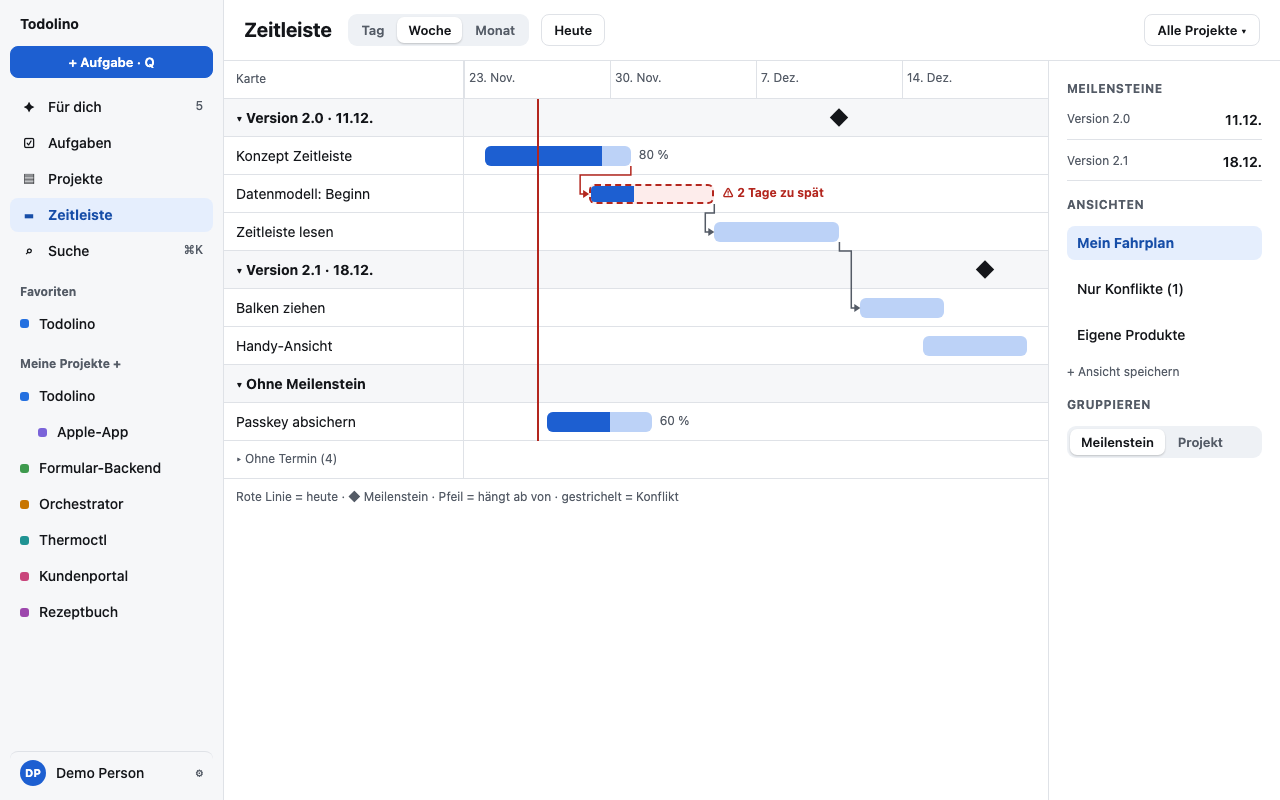 Todolino
+ Aufgabe · Q
Für dich 5
Aufgaben
Projekte
Zeitleiste
Suche ⌘K
Favoriten
Todolino
Meine Projekte +
Todolino
Apple-App
Formular-Backend
Orchestrator
Thermoctl
Kundenportal
Rezeptbuch
DP Demo Person
Zeitleiste Tag Woche Monat Heute Alle Projekte ▾
Karte 23. Nov. 30. Nov. 7. Dez. 14. Dez.
▾ Version 2.0 · 11.12.
Konzept Zeitleiste 80 %
Datenmodell: Beginn ⚠ 2 Tage zu spät
Zeitleiste lesen
▾ Version 2.1 · 18.12.
Balken ziehen
Handy-Ansicht
▾ Ohne Meilenstein
Passkey absichern 60 %
▸ Ohne Termin (4)
Rote Linie = heute · ◆ Meilenstein · Pfeil = hängt ab von · gestrichelt = Konflikt
MEILENSTEINE
Version 2.0 11.12.
Version 2.1 18.12.
ANSICHTEN
Mein Fahrplan
Nur Konflikte (1)
Eigene Produkte
+ Ansicht speichern
GRUPPIEREN
Meilenstein Projekt